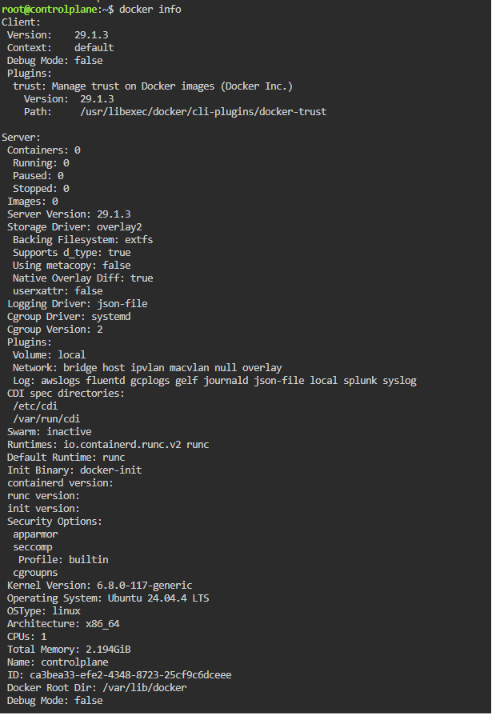 root@controlplane:~$ docker info
Client:
 Version:    29.1.3
 Context:    default
 Debug Mode: false
 Plugins:
  trust: Manage trust on Docker images (Docker Inc.)
    Version:  29.1.3
    Path:     /usr/libexec/docker/cli-plugins/docker-trust

Server:
 Containers: 0
  Running: 0
  Paused: 0
  Stopped: 0
 Images: 0
 Server Version: 29.1.3
 Storage Driver: overlay2
  Backing Filesystem: extfs
  Supports d_type: true
  Using metacopy: false
  Native Overlay Diff: true
  userxattr: false
 Logging Driver: json-file
 Cgroup Driver: systemd
 Cgroup Version: 2
 Plugins:
  Volume: local
  Network: bridge host ipvlan macvlan null overlay
  Log: awslogs fluentd gcplogs gelf journald json-file local splunk syslog
 CDI spec directories:
  /etc/cdi
  /var/run/cdi
 Swarm: inactive
 Runtimes: io.containerd.runc.v2 runc
 Default Runtime: runc
 Init Binary: docker-init
 containerd version:
 runc version:
 init version:
 Security Options:
  apparmor
  seccomp
   Profile: builtin
  cgroupns
 Kernel Version: 6.8.0-117-generic
 Operating System: Ubuntu 24.04.4 LTS
 OSType: linux
 Architecture: x86_64
 CPUs: 1
 Total Memory: 2.194GiB
 Name: controlplane
 ID: ca3bea33-efe2-4348-8723-25cf9c6dceee
 Docker Root Dir: /var/lib/docker
 Debug Mode: false